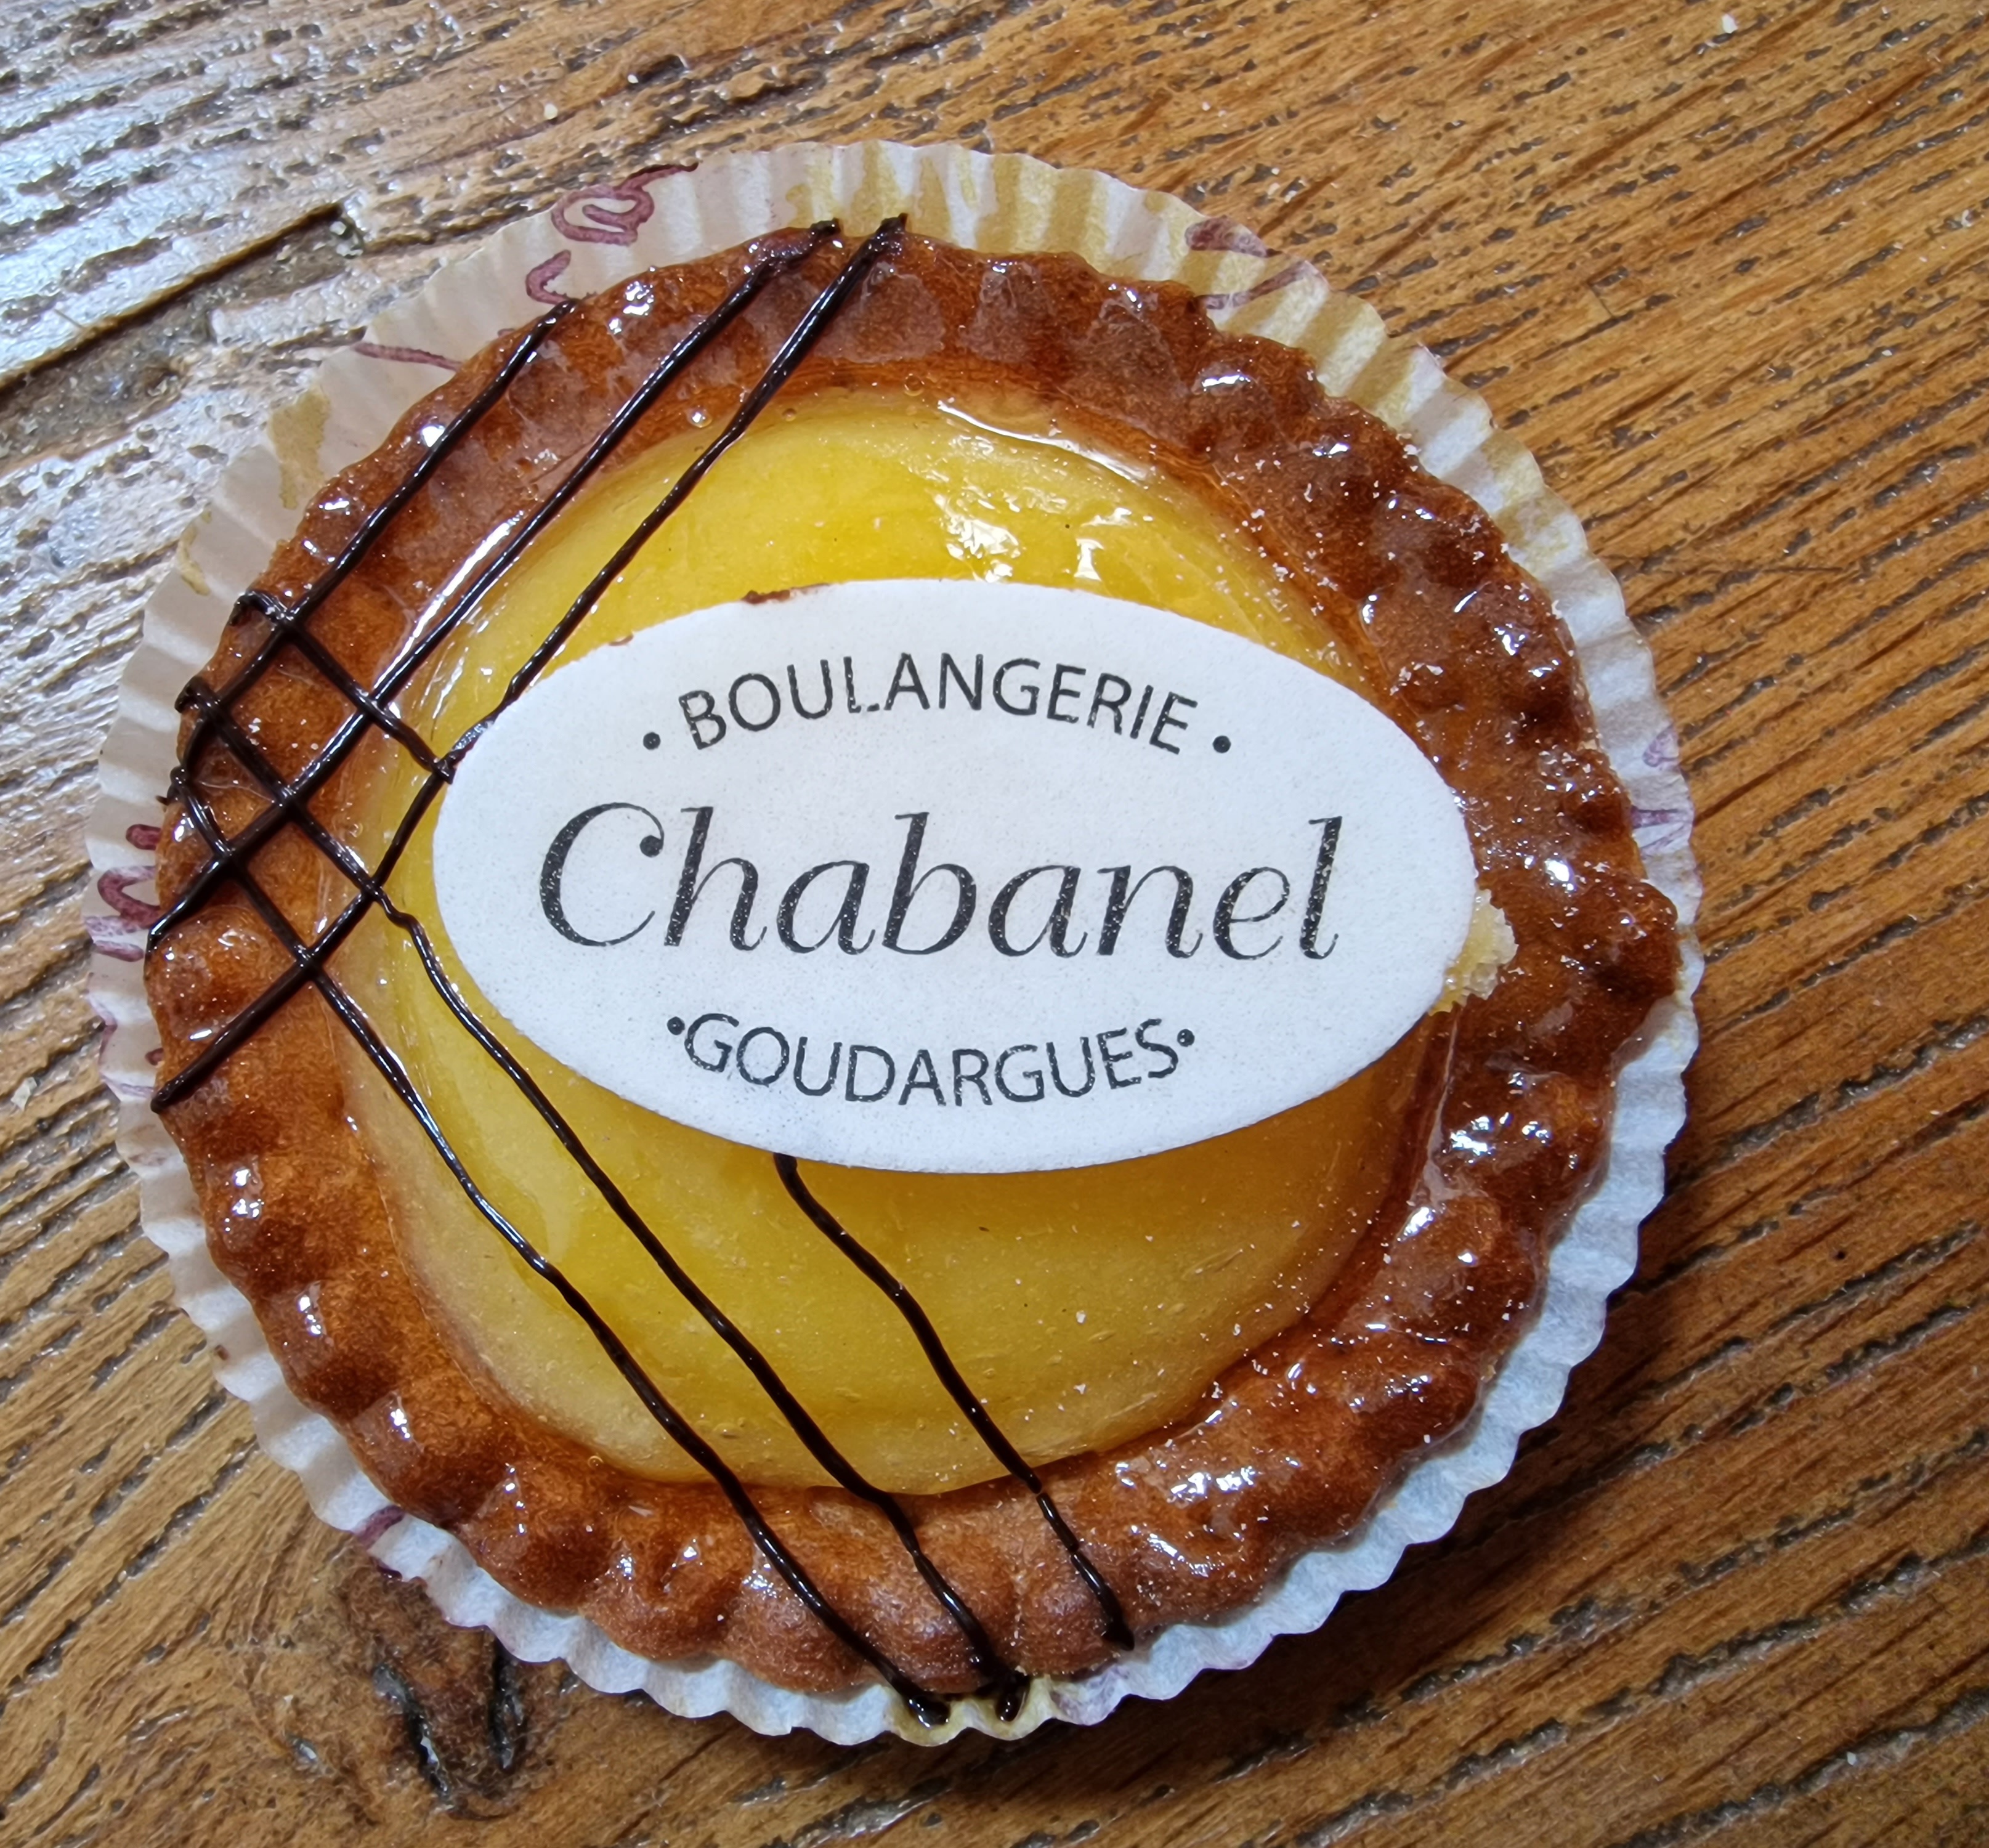 • BOULANGERIE •
Chabanel
•GOUDARGUES•